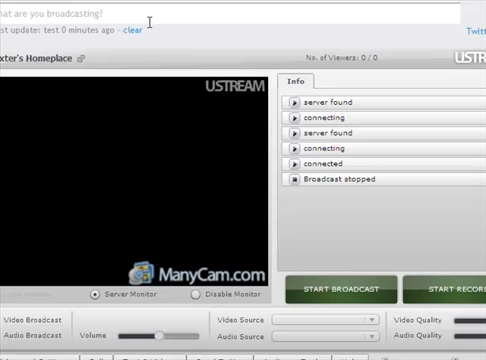 hat are you broadcasting?
st update: test 0 minutes ago - clear
Twitt
xter's Homeplace
No. of Viewers: 0 / 0
USTR
USTREAM
Info
server found
connecting
server found
connecting
connected
Broadcast stopped
ManyCam.com
Server Monitor
Disable Monitor
START BROADCAST
START RECOR
Video Broadcast
Video Source
Video Quality
Audio Broadcast
Volume
Audio Source
Audio Quality